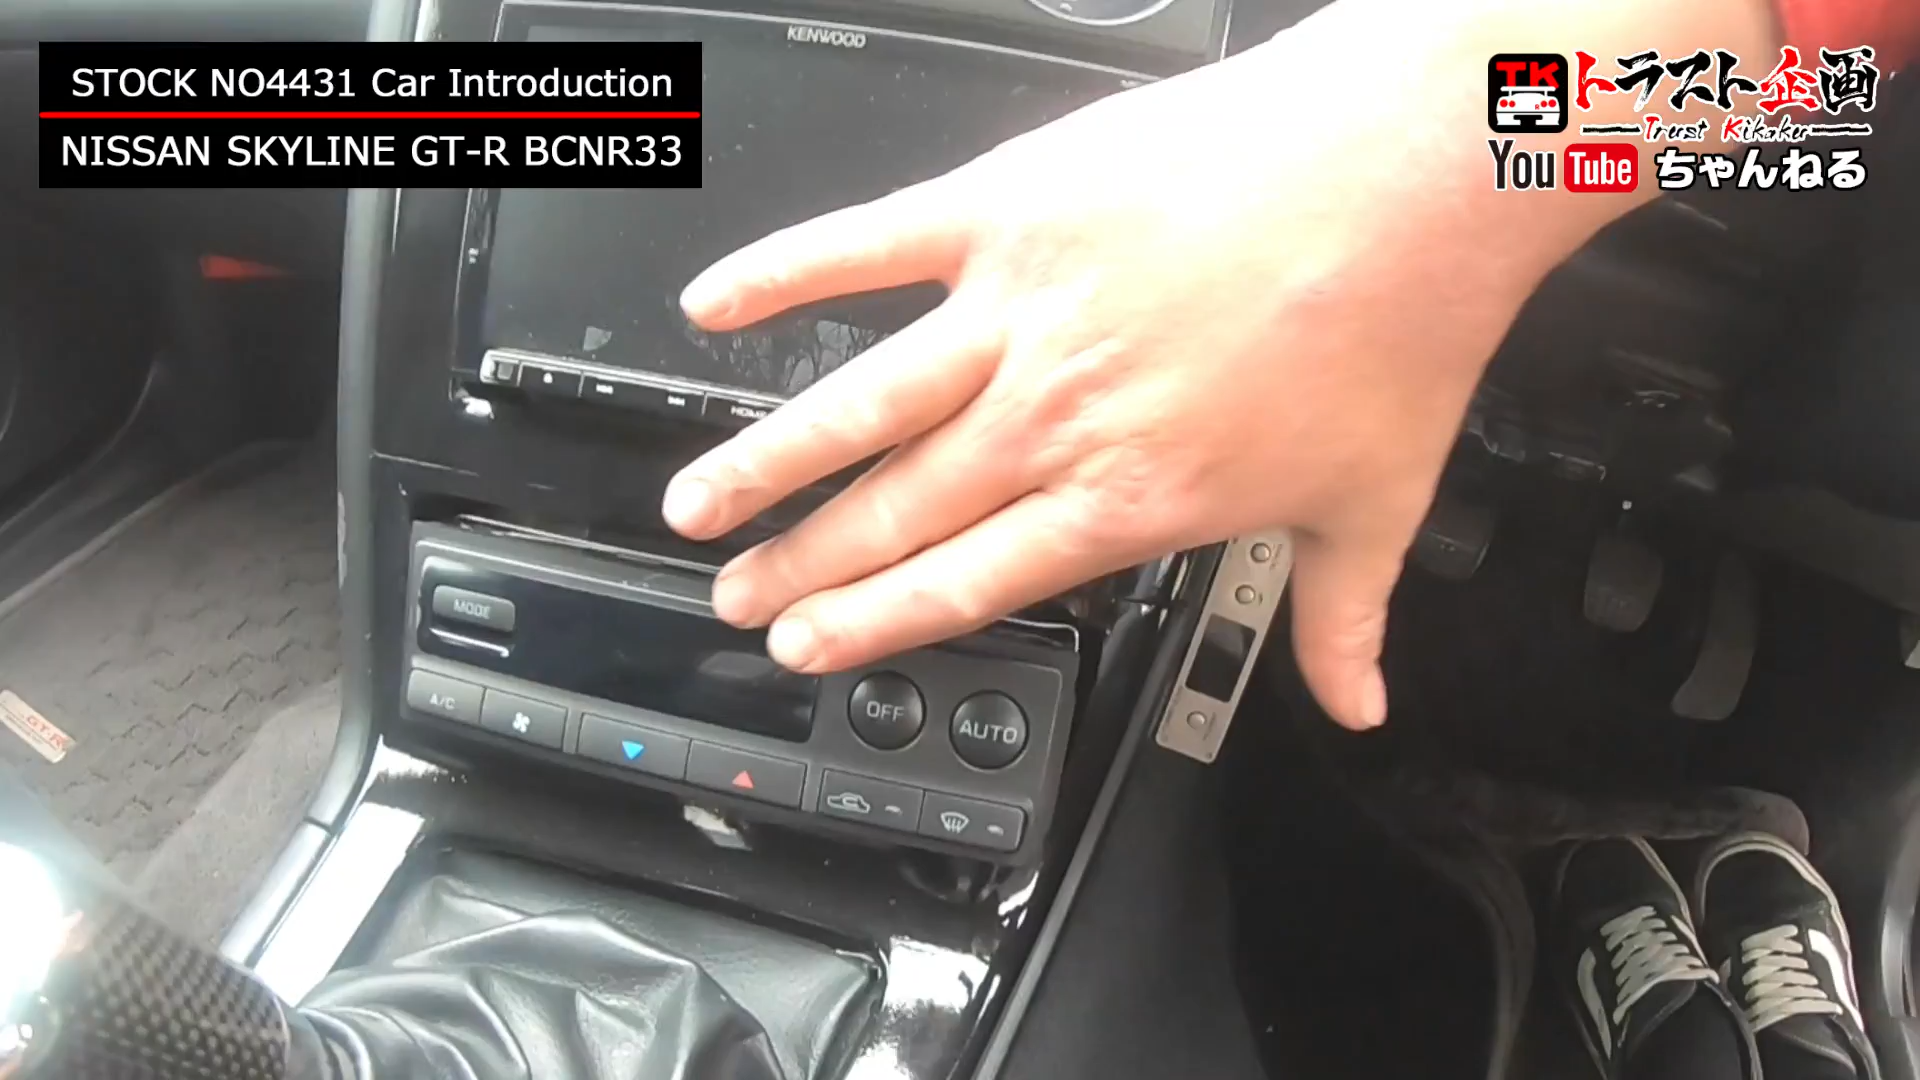 STOCK NO4431 Car Introduction
NISSAN SKYLINE GT-R BCNR33
TK
トラスト企画
Trust Kikaku
YouTube ちゃんねる
KENWOOD
HOME
MODE
A/C
OFF
AUTO
GT-R